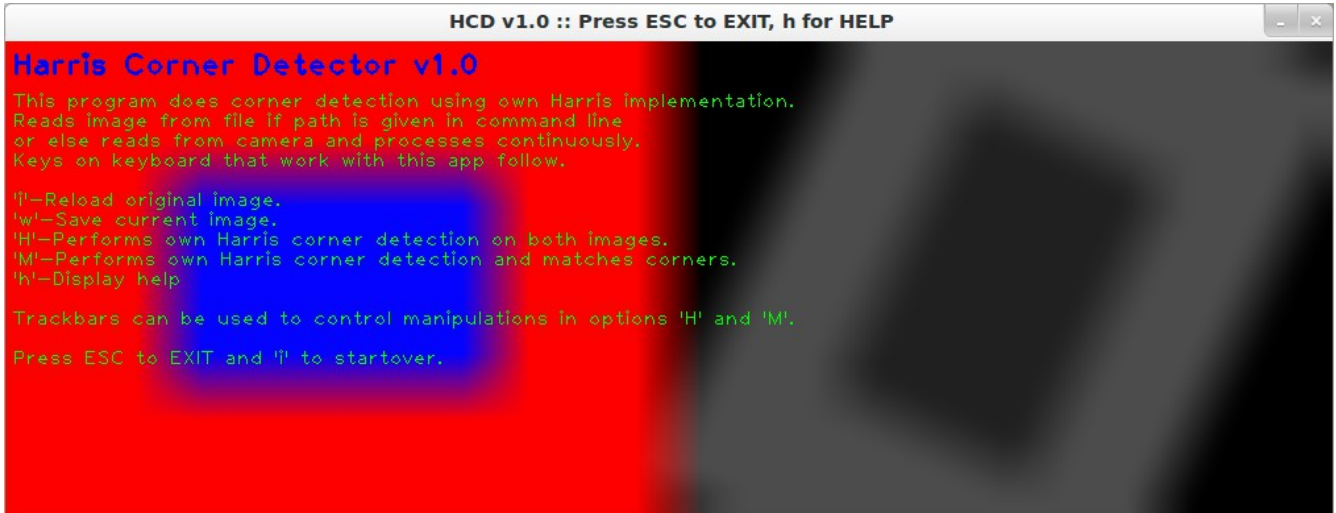 HCD v1.0 :: Press ESC to EXIT, h for HELP
Harris Corner Detector v1.0
This program does corner detection using own Harris implementation.
Reads image from file if path is given in command line
or else reads from camera and processes continuously.
Keys on keyboard that work with this app follow.
'i'-Reload original image.
'w'-Save current image.
'H'-Performs own Harris corner detection on both images.
'M'-Performs own Harris corner detection and matches corners.
'h'-Display help
Trackbars can be used to control manipulations in options 'H' and 'M'.
Press ESC to EXIT and 'i' to startover.